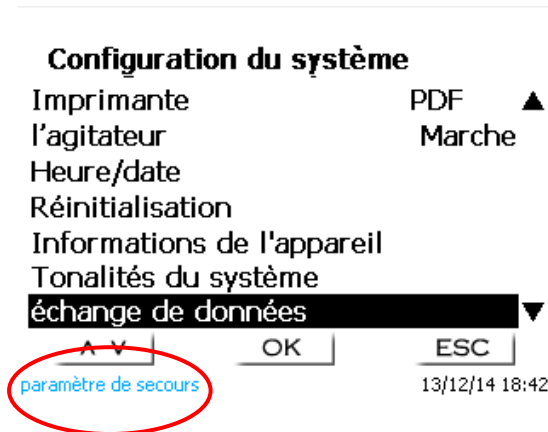 Configuration du système
Imprimante PDF ▲
l'agitateur Marche
Heure/date
Réinitialisation
Informations de l'appareil
Tonalités du système
échange de données ▼
∧ ∨ OK ESC
paramètre de secours 13/12/14 18:42